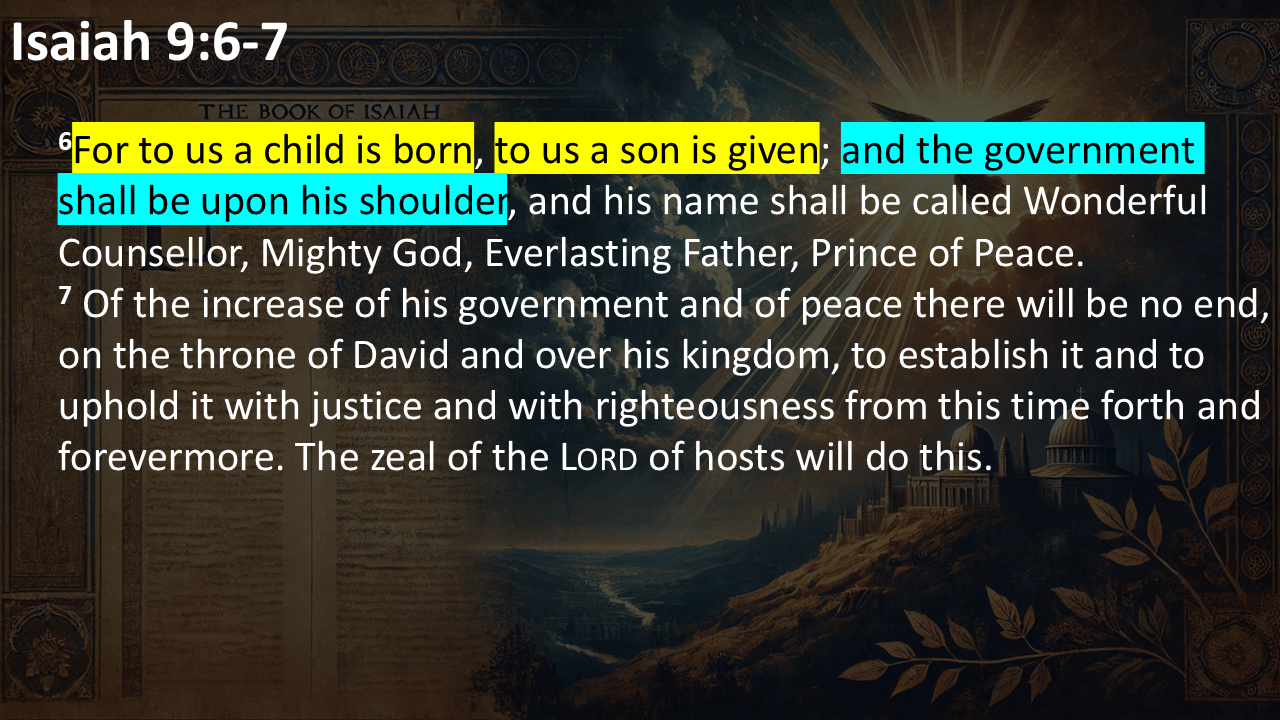 Isaiah 9:6-7
THE BOOK OF ISAIAH
⁶For to us a child is born, to us a son is given; and the government
shall be upon his shoulder, and his name shall be called Wonderful
Counsellor, Mighty God, Everlasting Father, Prince of Peace.
⁷ Of the increase of his government and of peace there will be no end,
on the throne of David and over his kingdom, to establish it and to
uphold it with justice and with righteousness from this time forth and
forevermore. The zeal of the LORD of hosts will do this.